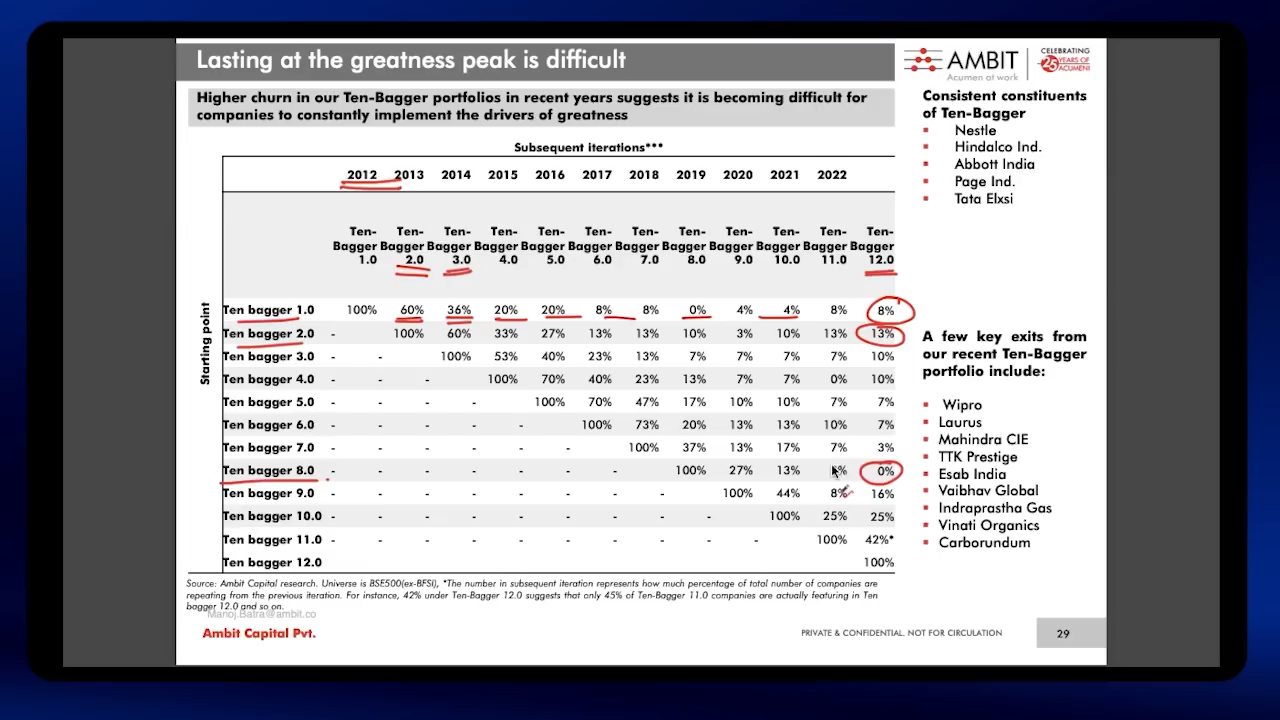 Lasting at the greatness peak is difficult
AMBIT
Acumen at work
CELEBRATING
25 YEARS OF
ACUMEN!
Higher churn in our Ten-Bagger portfolios in recent years suggests it is becoming difficult for
companies to constantly implement the drivers of greatness
Subsequent iterations***
2012 2013 2014 2015 2016 2017 2018 2019 2020 2021 2022
Ten- Ten- Ten- Ten- Ten- Ten- Ten- Ten- Ten- Ten- Ten- Ten-
Bagger Bagger Bagger Bagger Bagger Bagger Bagger Bagger Bagger Bagger Bagger Bagger
1.0 2.0 3.0 4.0 5.0 6.0 7.0 8.0 9.0 10.0 11.0 12.0
Starting point
Ten bagger 1.0 100% 60% 36% 20% 20% 8% 8% 0% 4% 4% 8% 8%
Ten bagger 2.0 - 100% 60% 33% 27% 13% 13% 10% 3% 10% 13% 13%
Ten bagger 3.0 - - 100% 53% 40% 23% 13% 7% 7% 7% 7% 10%
Ten bagger 4.0 - - - 100% 70% 40% 23% 13% 7% 7% 0% 10%
Ten bagger 5.0 - - - - 100% 70% 47% 17% 10% 10% 7% 7%
Ten bagger 6.0 - - - - - 100% 73% 20% 13% 13% 10% 7%
Ten bagger 7.0 - - - - - - 100% 37% 13% 17% 7% 3%
Ten bagger 8.0 - - - - - - - 100% 27% 13% 0%
Ten bagger 9.0 - - - - - - - - 100% 44% 8% 16%
Ten bagger 10.0 - - - - - - - - - 100% 25% 25%
Ten bagger 11.0 - - - - - - - - - - 100% 42%*
Ten bagger 12.0 100%
Source: Ambit Capital research. Universe is BSE500(ex-BFSI), *The number in subsequent iteration represents how much percentage of total number of companies are
repeating from the previous iteration. For instance, 42% under Ten-Bagger 12.0 suggests that only 45% of Ten-Bagger 11.0 companies are actually featuring in Ten
bagger 12.0 and so on.
Manoj.Batra@ambit.co
Ambit Capital Pvt.
PRIVATE & CONFIDENTIAL. NOT FOR CIRCULATION
29
Consistent constituents
of Ten-Bagger
▪ Nestle
▪ Hindalco Ind.
▪ Abbott India
▪ Page Ind.
▪ Tata Elxsi
A few key exits from
our recent Ten-Bagger
portfolio include:
▪ Wipro
▪ Laurus
▪ Mahindra CIE
▪ TTK Prestige
▪ Esab India
▪ Vaibhav Global
▪ Indraprastha Gas
▪ Vinati Organics
▪ Carborundum